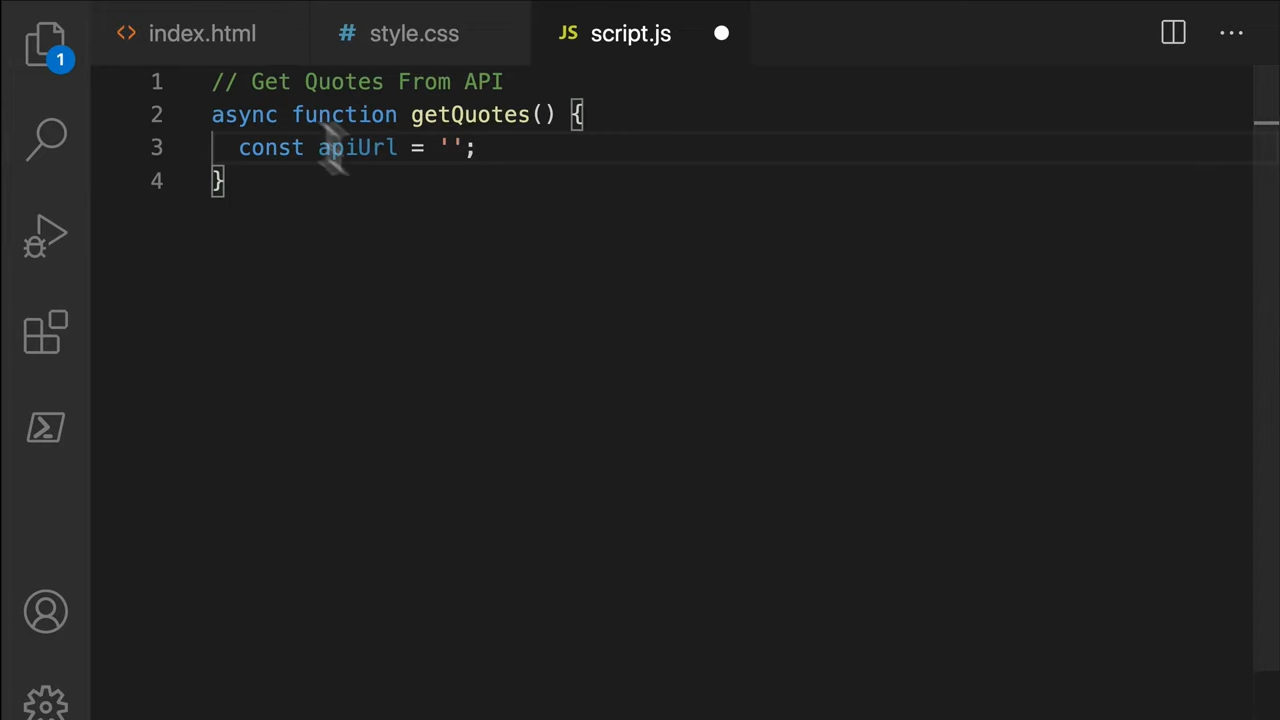 <> index.html # style.css JS script.js
1
1 // Get Quotes From API
2 async function getQuotes() {
3 const apiUrl = '';
4 }